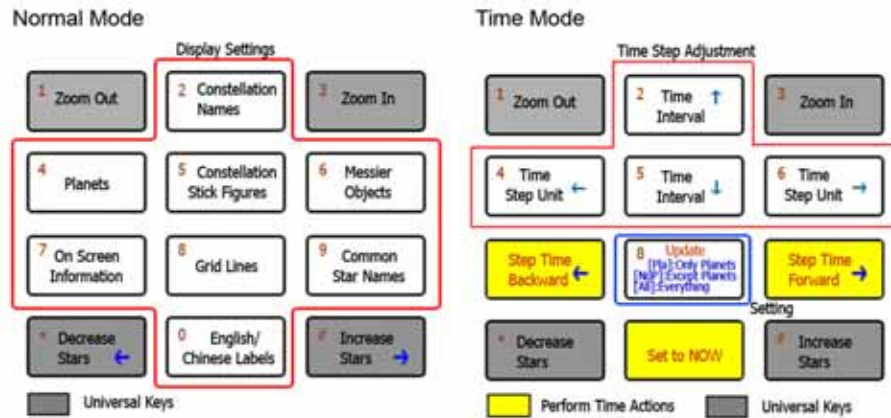 Normal Mode
Display Settings
1 Zoom Out
2 Constellation
Names
3 Zoom In
4 Planets
5 Constellation
Stick Figures
6 Messier
Objects
7 On Screen
Information
8 Grid Lines
9 Common
Star Names
* Decrease
Stars ←
0 English/
Chinese Labels
# Increase
Stars →
Universal Keys
Time Mode
Time Step Adjustment
1 Zoom Out
2 Time ↑
Interval
3 Zoom In
4 Time
Step Unit ←
5 Time
Interval ↓
6 Time
Step Unit →
Step Time
Backward ←
8 Update
[Pla]:Only Planets
[NoP]:Except Planets
[All]:Everything
Step Time
Forward →
Setting
* Decrease
Stars
Set to NOW
# Increase
Stars
Perform Time Actions
Universal Keys